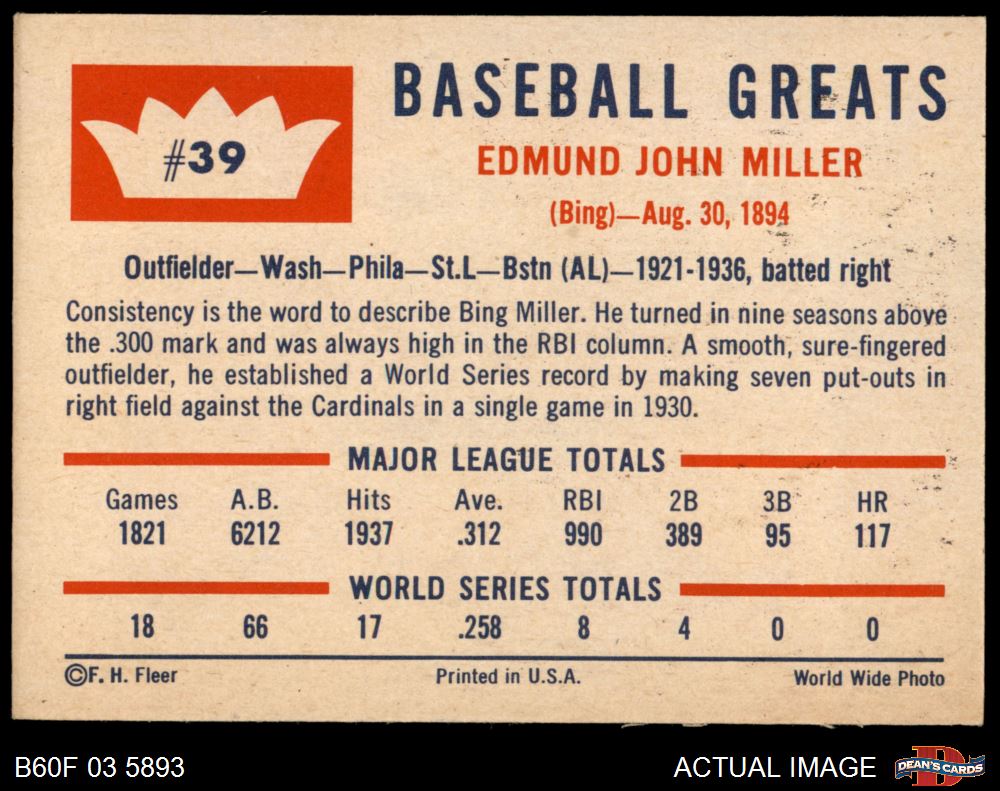 #39
BASEBALL GREATS
EDMUND JOHN MILLER
(Bing)—Aug. 30, 1894
Outfielder—Wash—Phila—St.L—Bstn (AL)—1921-1936, batted right
Consistency is the word to describe Bing Miller. He turned in nine seasons above
the .300 mark and was always high in the RBI column. A smooth, sure-fingered
outfielder, he established a World Series record by making seven put-outs in
right field against the Cardinals in a single game in 1930.
MAJOR LEAGUE TOTALS
Games A.B. Hits Ave. RBI 2B 3B HR
1821 6212 1937 .312 990 389 95 117
WORLD SERIES TOTALS
18 66 17 .258 8 4 0 0
©F. H. Fleer Printed in U.S.A. World Wide Photo
B60F 03 5893 ACTUAL IMAGE DEAN'S CARDS